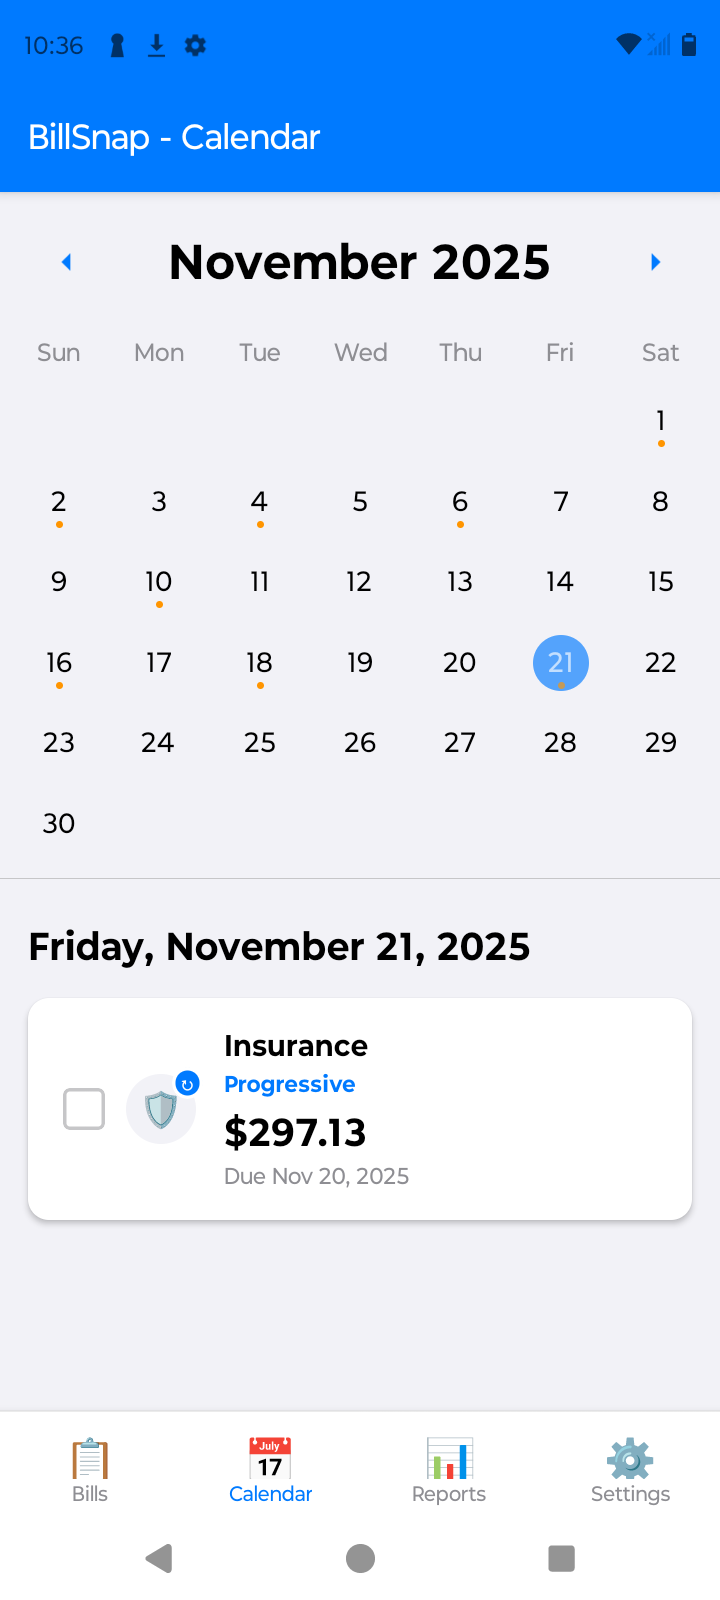 10:36
BillSnap - Calendar
November 2025
Sun Mon Tue Wed Thu Fri Sat
1
2 3 4 5 6 7 8
9 10 11 12 13 14 15
16 17 18 19 20 21 22
23 24 25 26 27 28 29
30
Friday, November 21, 2025
Insurance
Progressive
$297.13
Due Nov 20, 2025
July
17
Bills Calendar Reports Settings